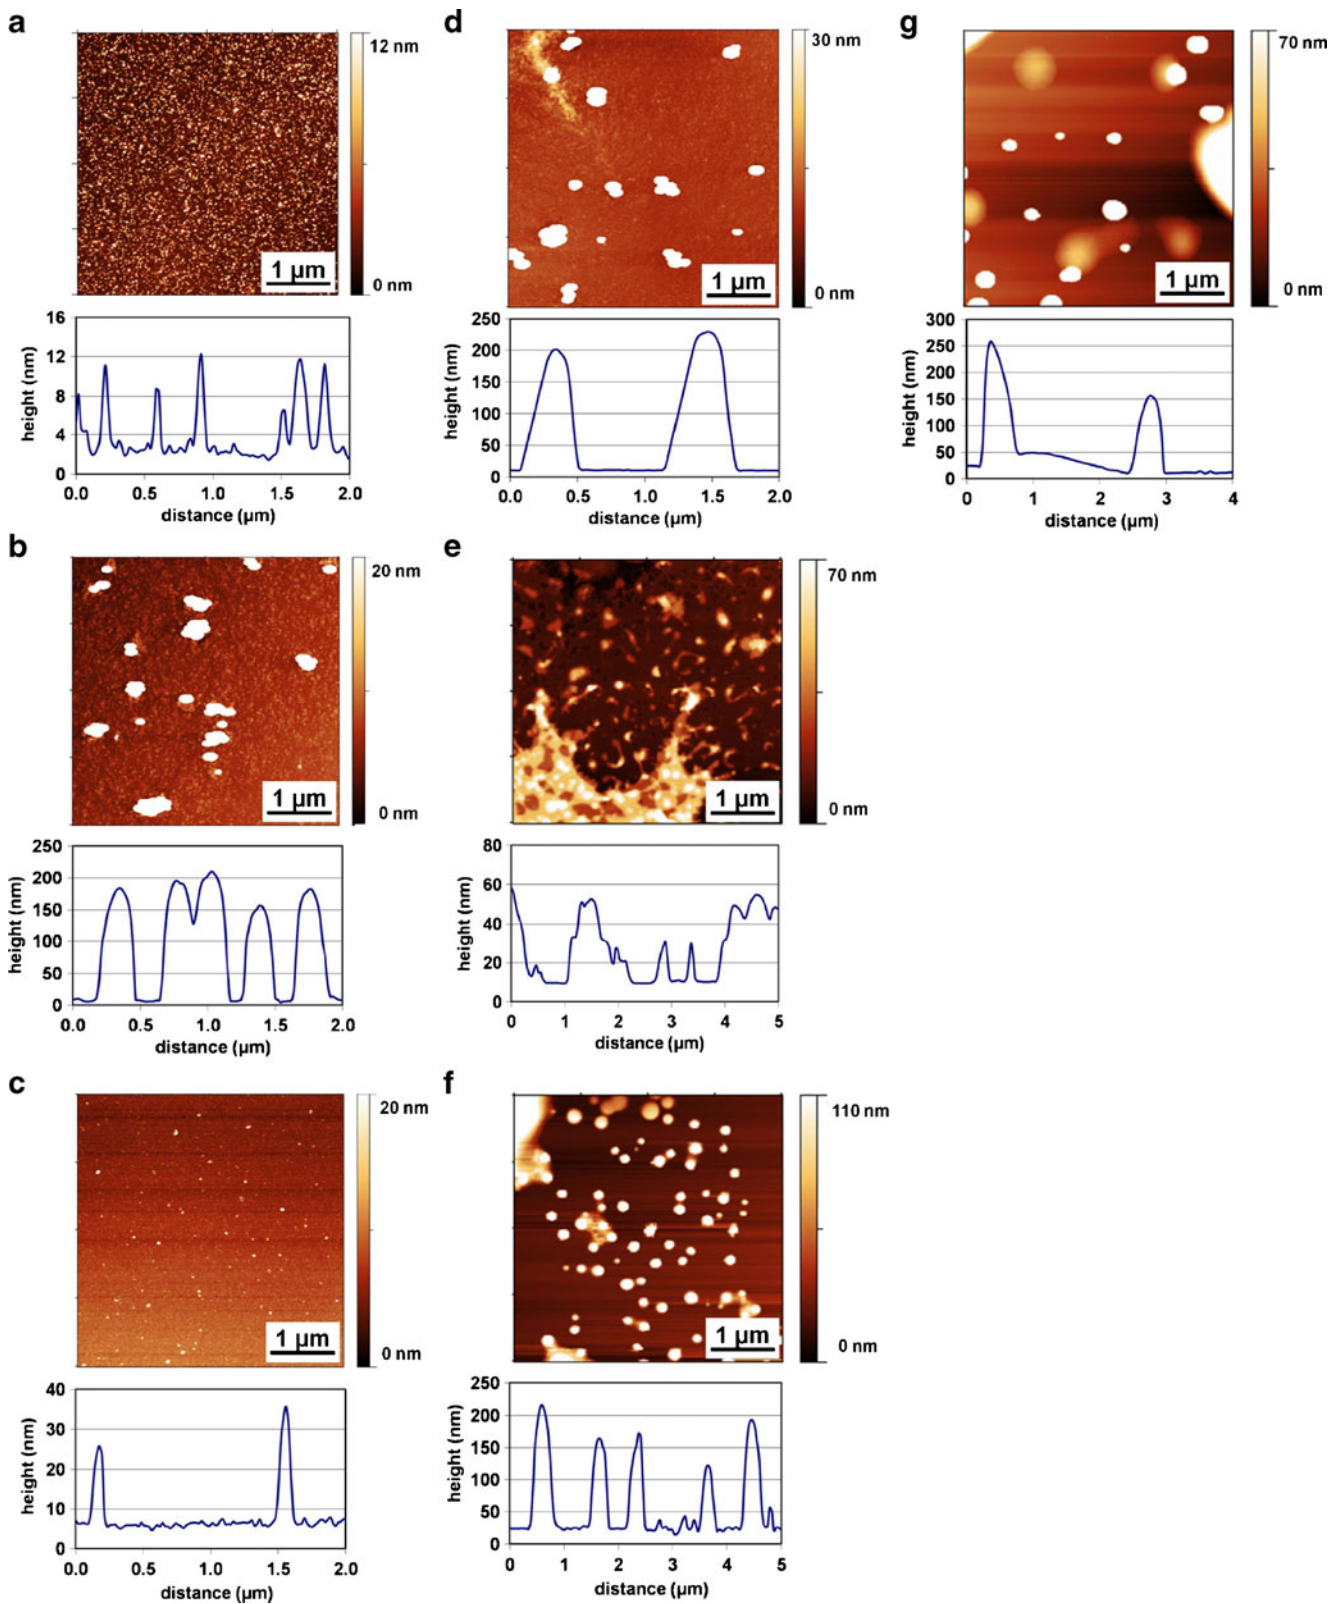 a
12 nm
0 nm
1 µm
16
12
8
4
0
height (nm)
0.0 0.5 1.0 1.5 2.0
distance (µm)
b
20 nm
0 nm
1 µm
250
200
150
100
50
0
height (nm)
0.0 0.5 1.0 1.5 2.0
distance (µm)
c
20 nm
0 nm
1 µm
40
30
20
10
0
height (nm)
0.0 0.5 1.0 1.5 2.0
distance (µm)
d
30 nm
0 nm
1 µm
250
200
150
100
50
0
height (nm)
0.0 0.5 1.0 1.5 2.0
distance (µm)
e
70 nm
0 nm
1 µm
80
60
40
20
0
height (nm)
0 1 2 3 4 5
distance (µm)
f
110 nm
0 nm
1 µm
250
200
150
100
50
0
height (nm)
0 1 2 3 4 5
distance (µm)
g
70 nm
0 nm
1 µm
300
250
200
150
100
50
0
height (nm)
0 1 2 3 4
distance (µm)